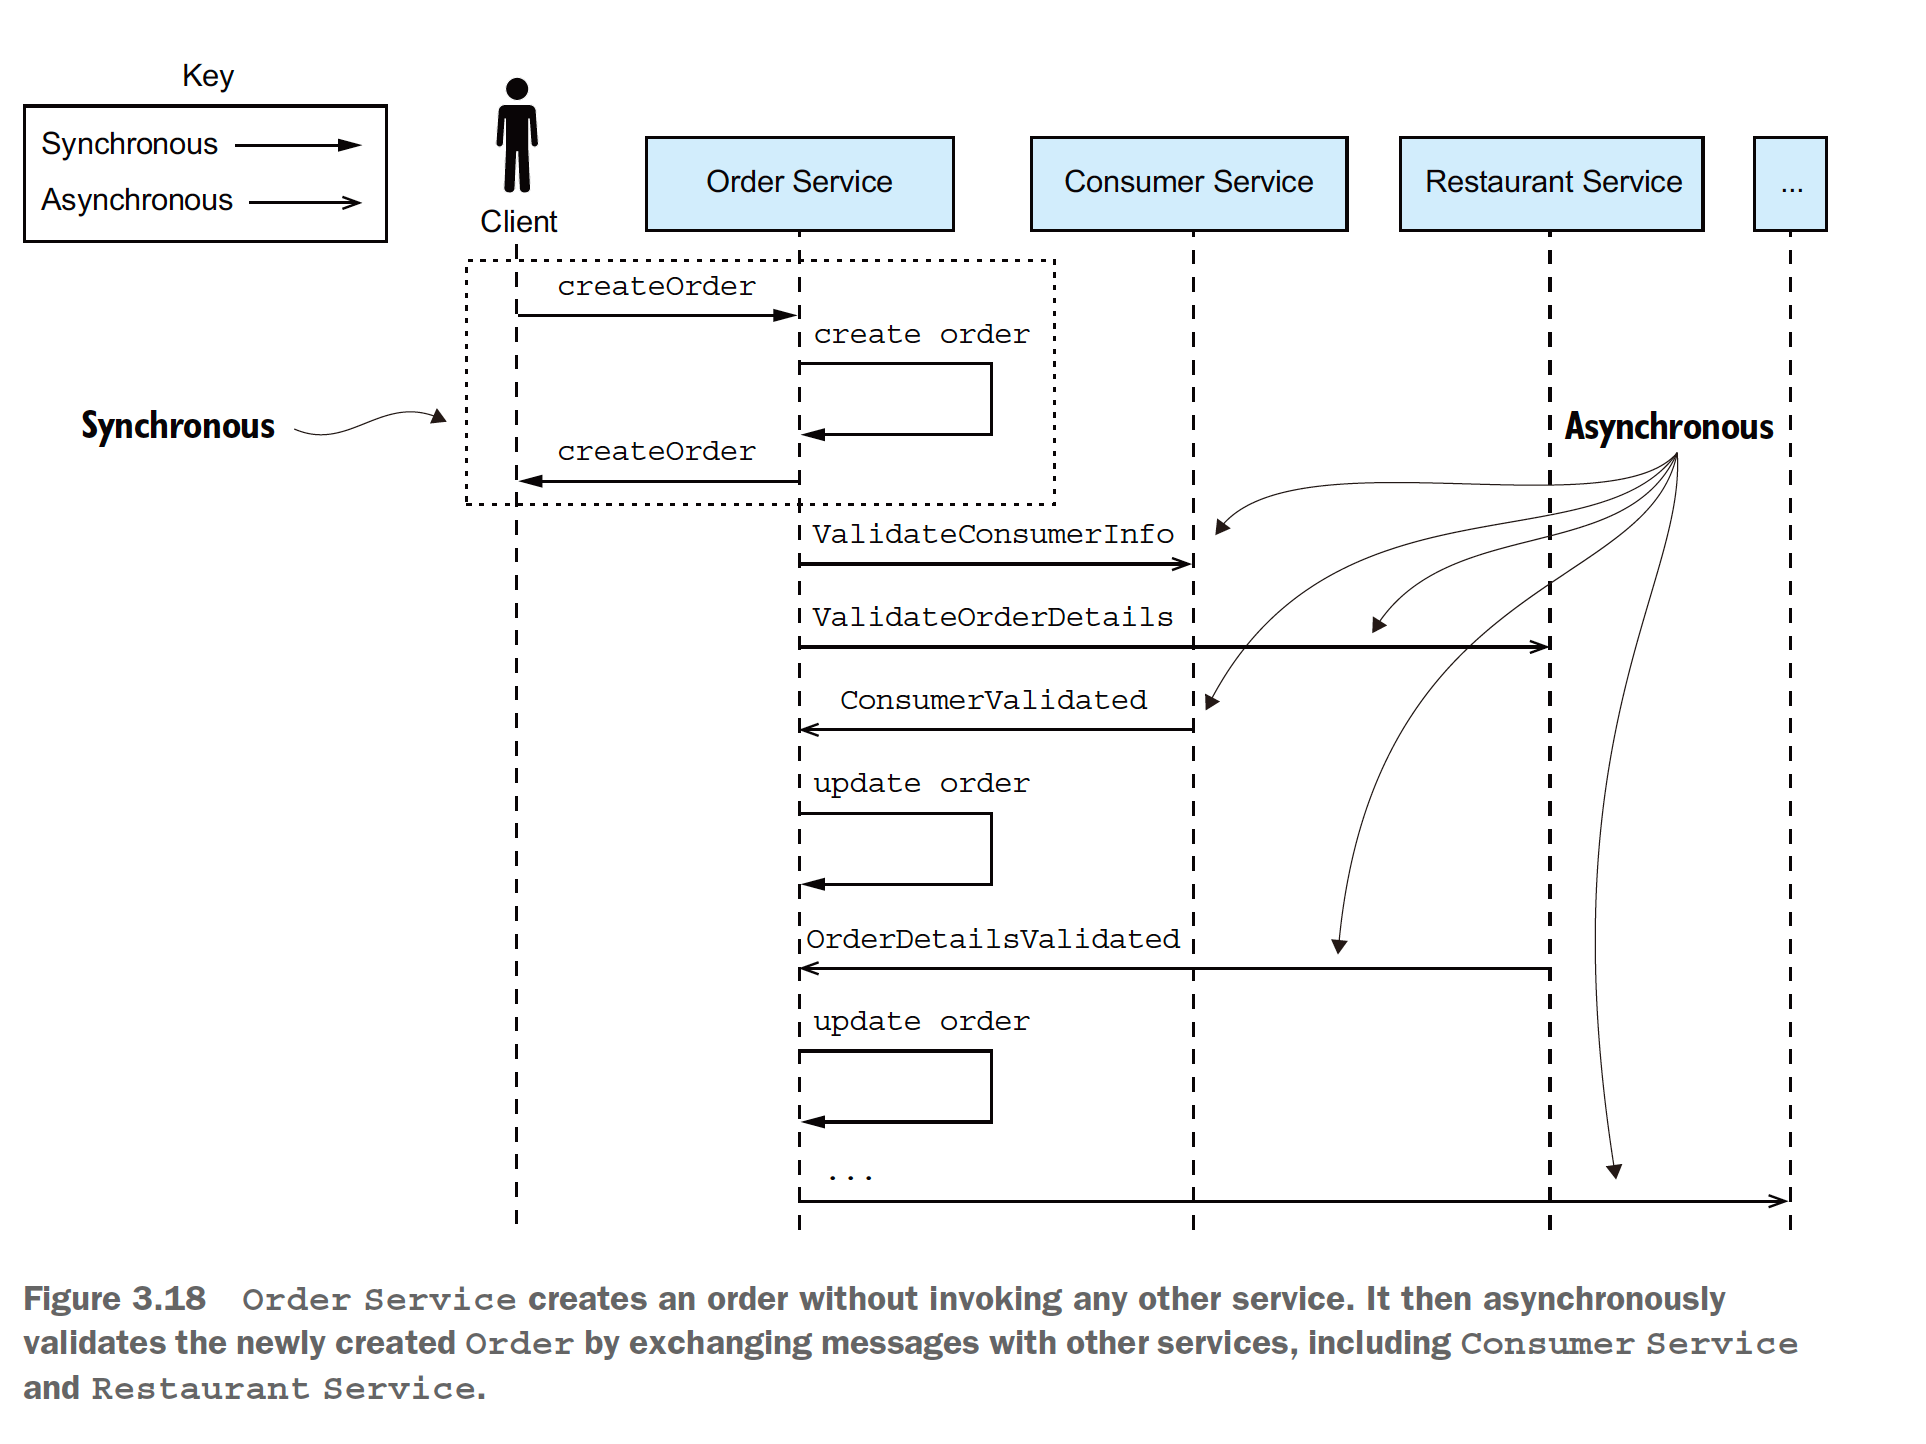 Key
Synchronous
Asynchronous
Client
Order Service
Consumer Service
Restaurant Service
...
createOrder
create order
createOrder
Synchronous
Asynchronous
ValidateConsumerInfo
ValidateOrderDetails
ConsumerValidated
update order
OrderDetailsValidated
update order
...
Figure 3.18 Order Service creates an order without invoking any other service. It then asynchronously
validates the newly created Order by exchanging messages with other services, including Consumer Service
and Restaurant Service.